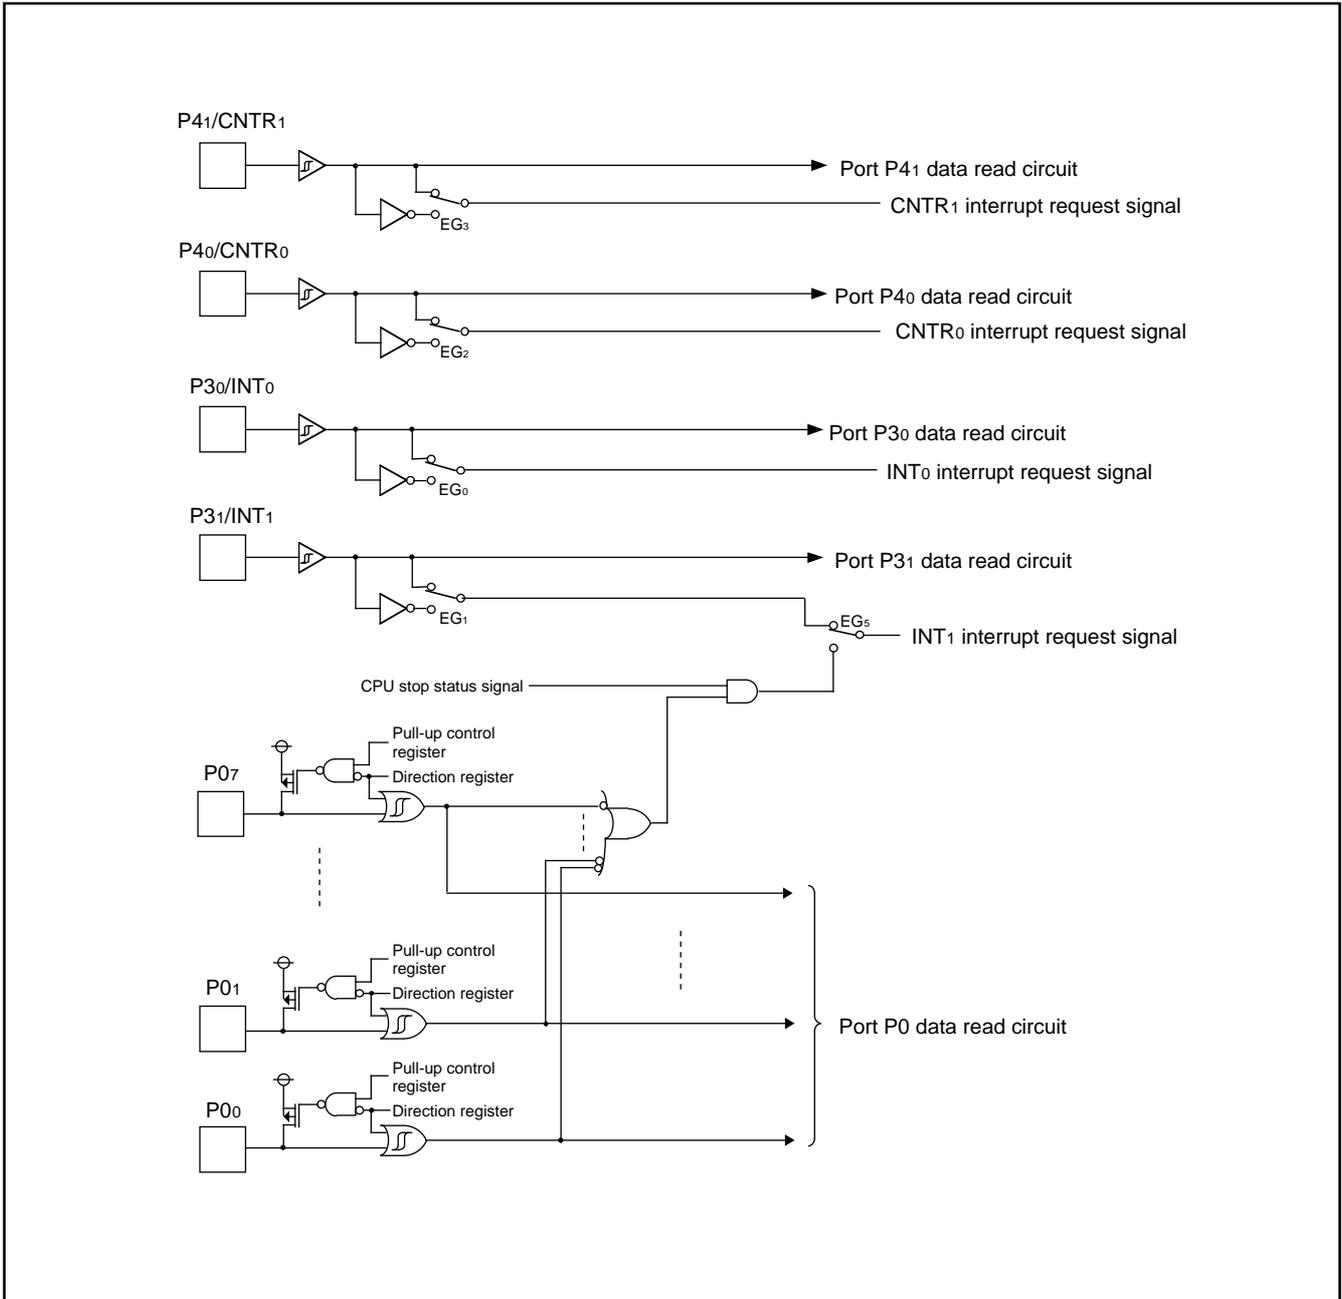 P41/CNTR1
Port P41 data read circuit
CNTR1 interrupt request signal
EG3
P40/CNTR0
Port P40 data read circuit
CNTR0 interrupt request signal
EG2
P30/INT0
Port P30 data read circuit
INT0 interrupt request signal
EG0
P31/INT1
Port P31 data read circuit
EG1
EG5
INT1 interrupt request signal
CPU stop status signal
Pull-up control
register
Direction register
P07
Pull-up control
register
Direction register
P01
Port P0 data read circuit
Pull-up control
register
Direction register
P00